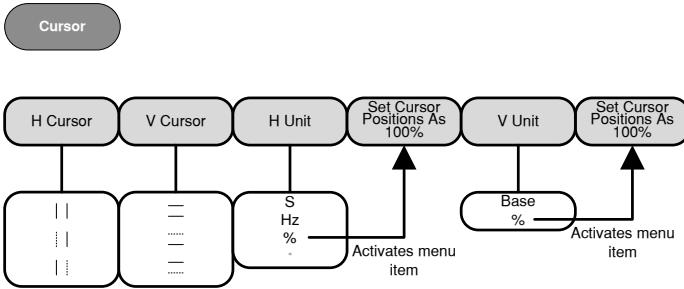 Cursor
H Cursor
V Cursor
H Unit
Set Cursor
Positions As
100%
V Unit
Set Cursor
Positions As
100%
S
Hz
%
°
Base
%
Activates menu
item
Activates menu
item